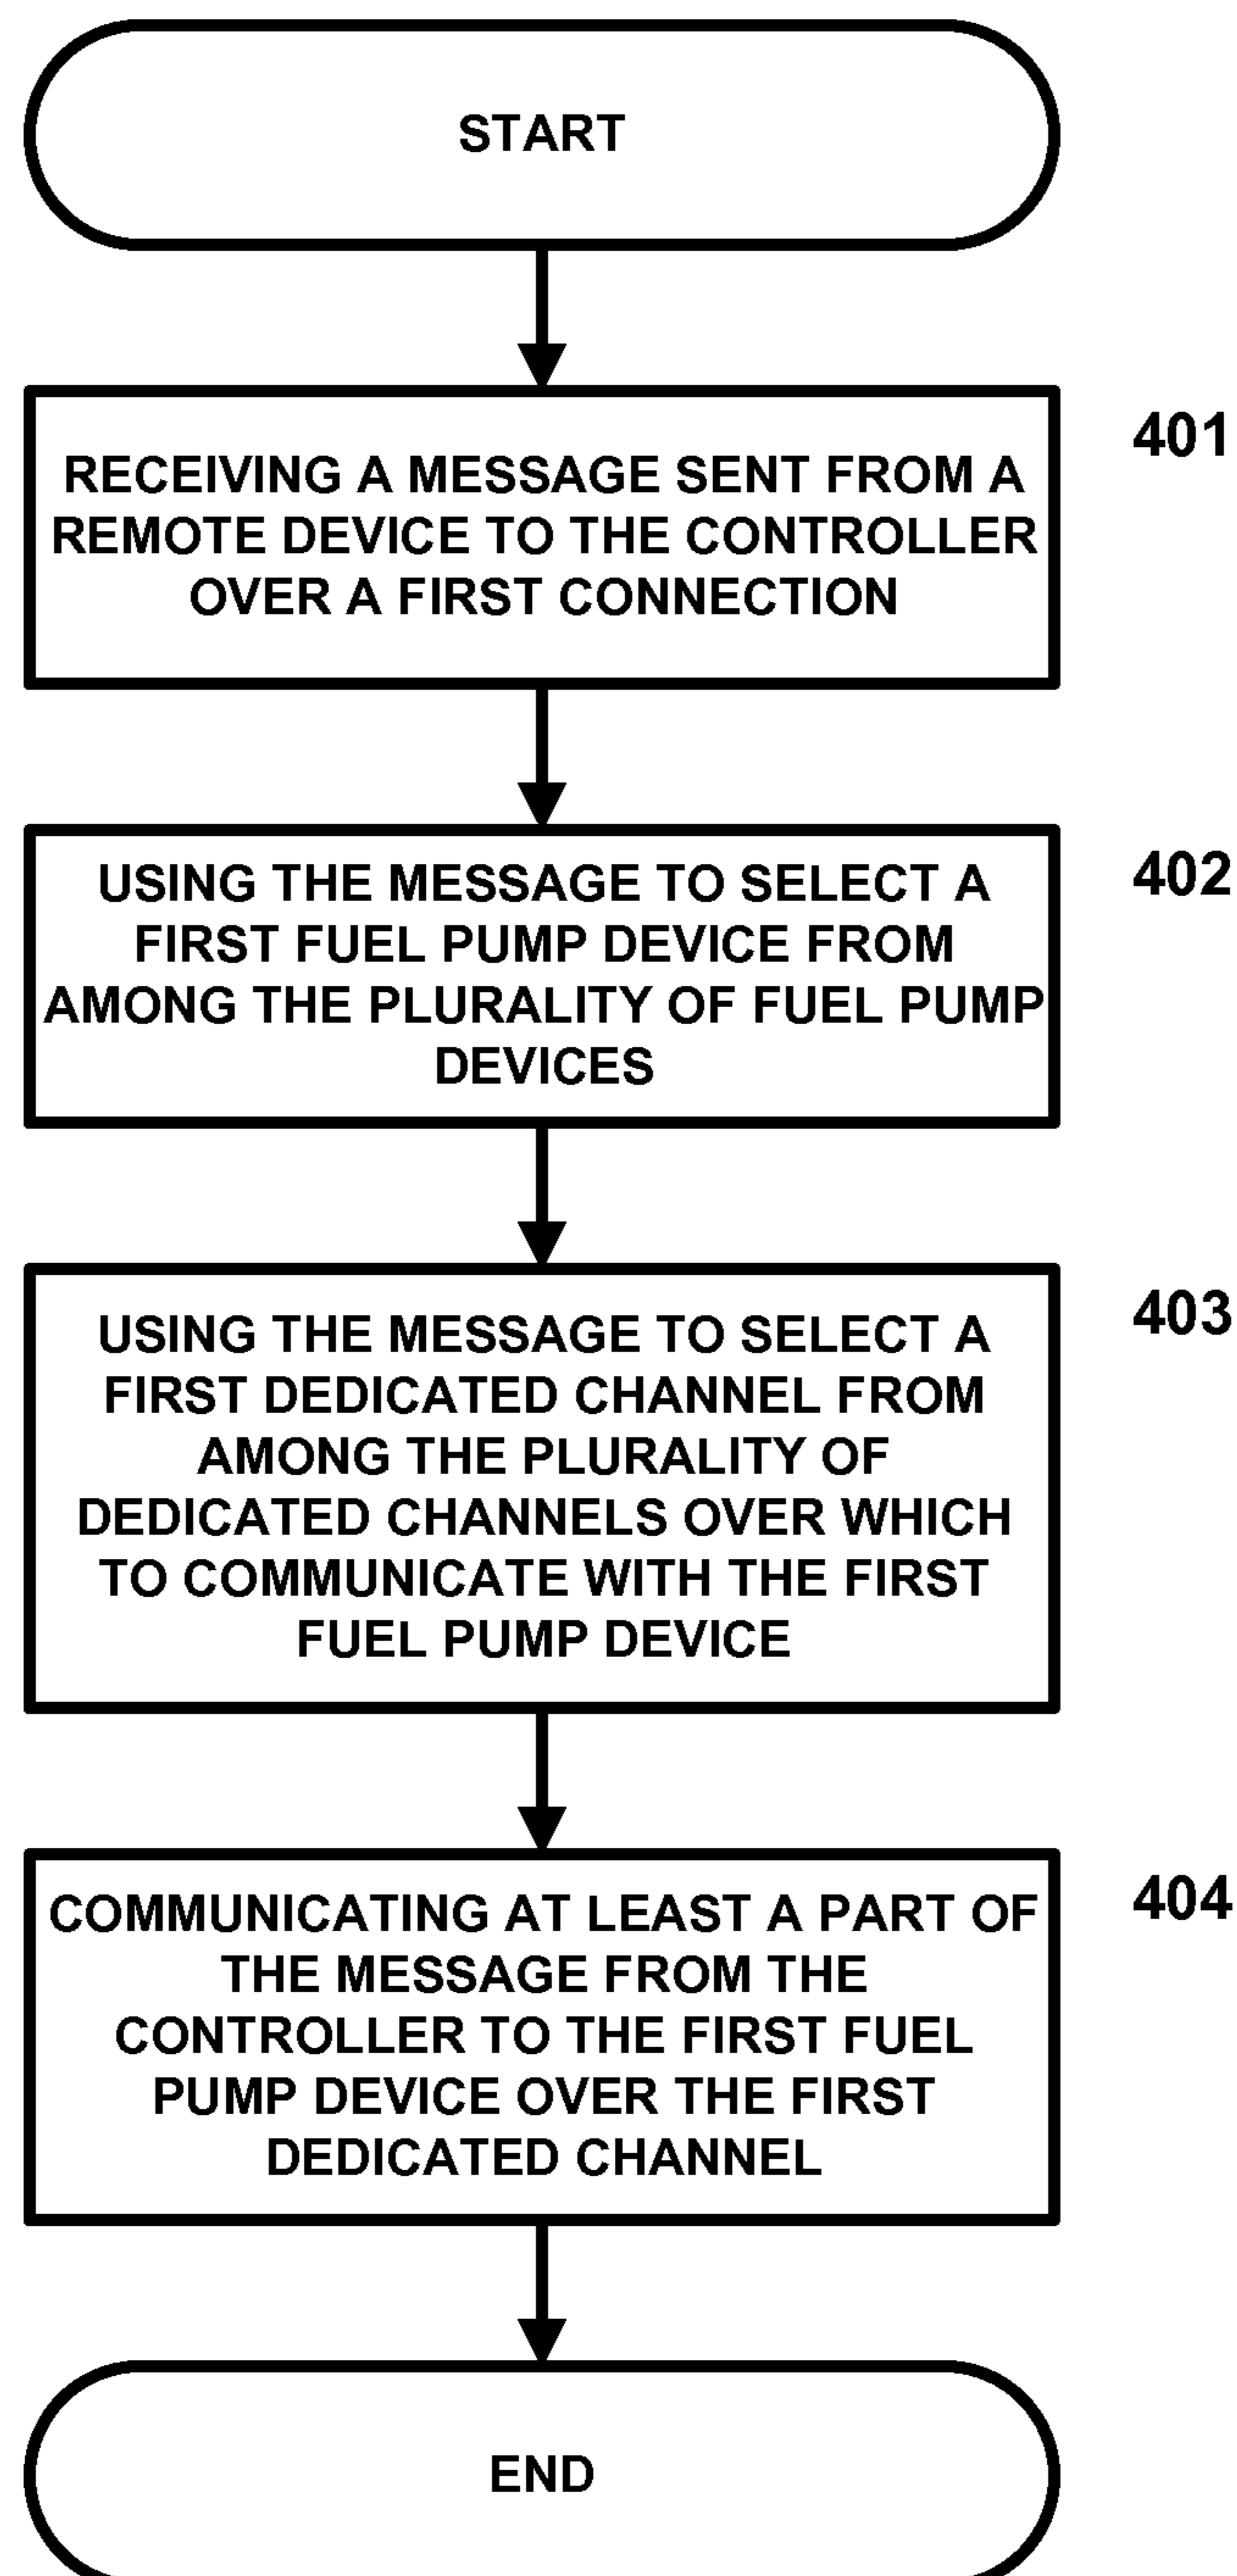 START
401
RECEIVING A MESSAGE SENT FROM A
REMOTE DEVICE TO THE CONTROLLER
OVER A FIRST CONNECTION
402
USING THE MESSAGE TO SELECT A
FIRST FUEL PUMP DEVICE FROM
AMONG THE PLURALITY OF FUEL PUMP
DEVICES
403
USING THE MESSAGE TO SELECT A
FIRST DEDICATED CHANNEL FROM
AMONG THE PLURALITY OF
DEDICATED CHANNELS OVER WHICH
TO COMMUNICATE WITH THE FIRST
FUEL PUMP DEVICE
404
COMMUNICATING AT LEAST A PART OF
THE MESSAGE FROM THE
CONTROLLER TO THE FIRST FUEL
PUMP DEVICE OVER THE FIRST
DEDICATED CHANNEL
END